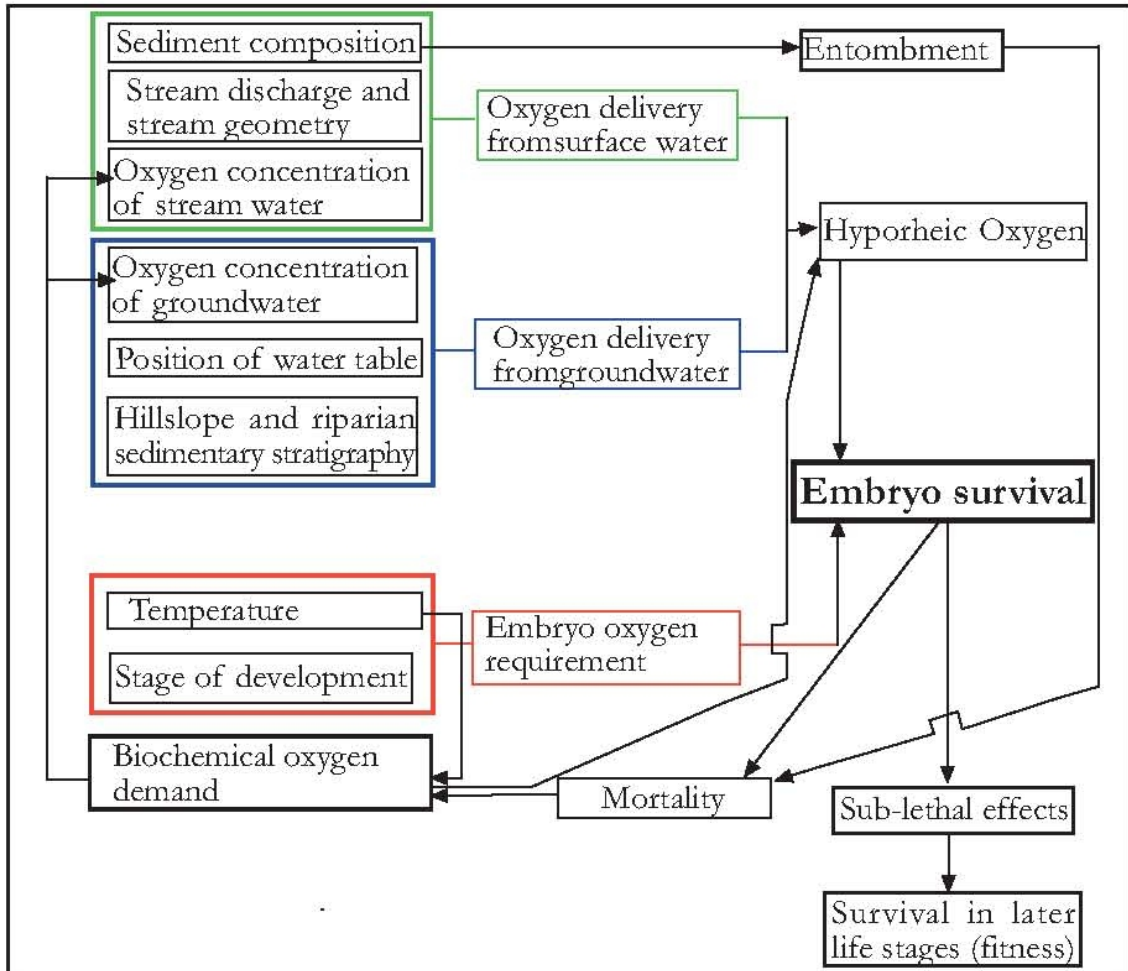 Sediment composition
Entombment
Stream discharge and
stream geometry
Oxygen delivery
fromsurface water
Oxygen concentration
of stream water
Hyporheic Oxygen
Oxygen concentration
of groundwater
Position of water table
Oxygen delivery
fromgroundwater
Hillslope and riparian
sedimentary stratigraphy
Embryo survival
Temperature
Stage of development
Embryo oxygen
requirement
Biochemical oxygen
demand
Mortality
Sub-lethal effects
Survival in later
life stages (fitness)